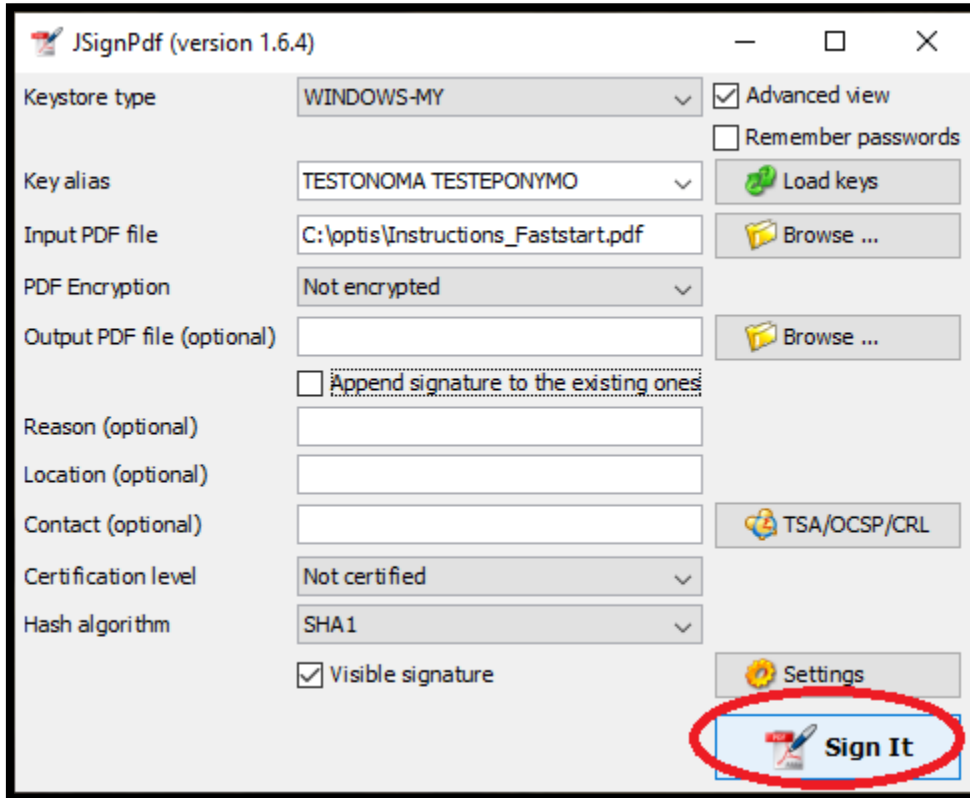 JSignPdf (version 1.6.4)
Keystore type WINDOWS-MY Advanced view
Remember passwords
Key alias TESTONOMA TESTEPONYMO Load keys
Input PDF file C:\optis\Instructions_Faststart.pdf Browse ...
PDF Encryption Not encrypted
Output PDF file (optional) Browse ...
Append signature to the existing ones
Reason (optional)
Location (optional)
Contact (optional) TSA/OCSP/CRL
Certification level Not certified
Hash algorithm SHA1
Visible signature Settings
Sign It